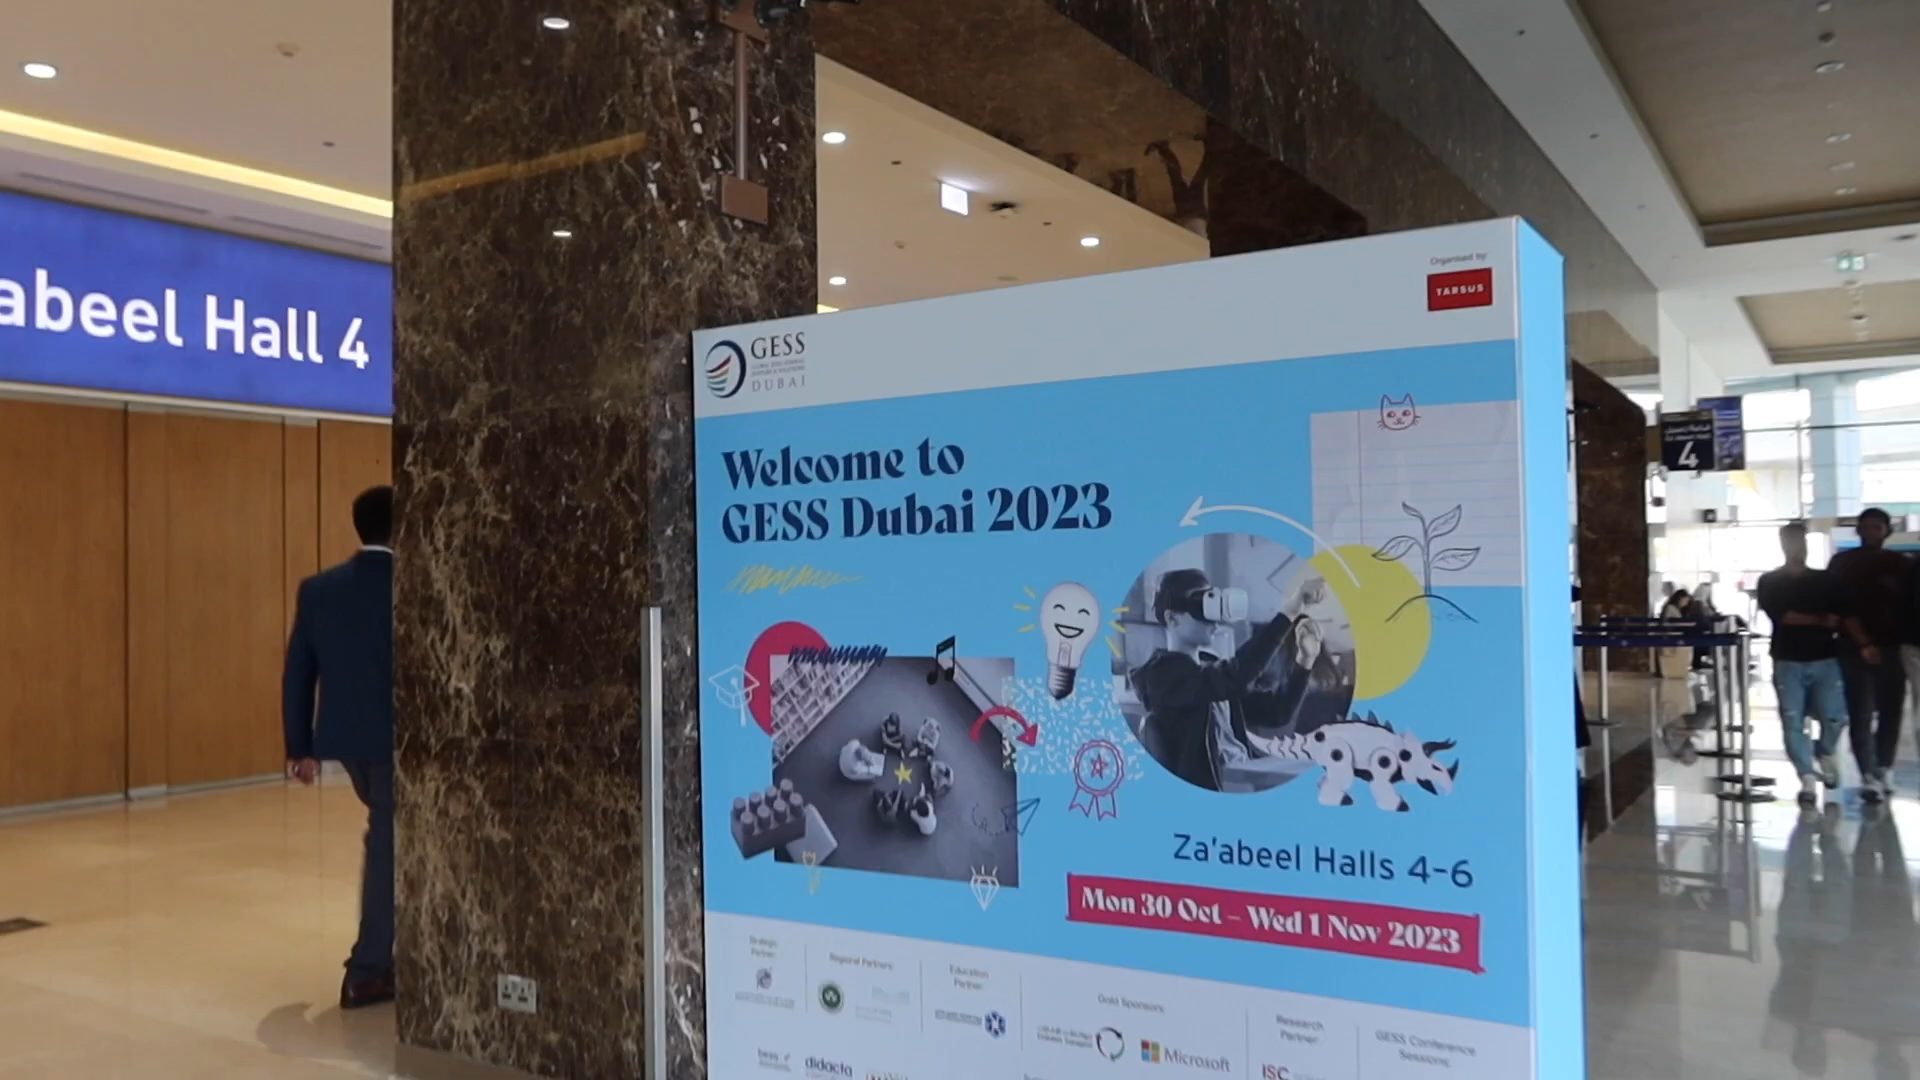 abeel Hall 4
Organised by:
TARSUS
GESS
DUBAI
Welcome to
GESS Dubai 2023
4
Za'abeel Halls 4-6
Mon 30 Oct – Wed 1 Nov 2023
Strategic
Partner:
Regional Partners:
Education
Partner:
Gold Sponsors:
Research
Partner:
GESS Conference
Sessions:
Microsoft
besa
didacta
ISC